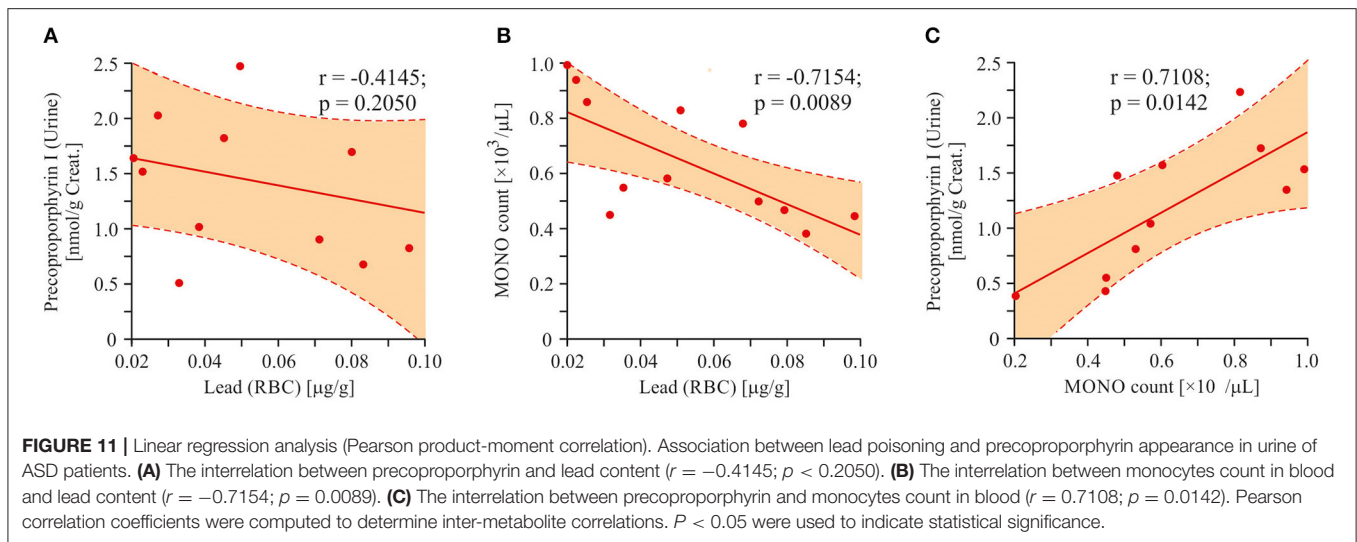 A
Precoproporphyrin I (Urine)
[nmol/g Creat.]
2.5
2.0
1.5
1.0
0.5
0
r = -0.4145;
p = 0.2050
0.02 0.04 0.06 0.08 0.10
Lead (RBC) [µg/g]
B
MONO count [×10³/µL]
1.0
0.8
0.6
0.4
0.2
0
r = -0.7154;
p = 0.0089
0.02 0.04 0.06 0.08 0.10
Lead (RBC) [µg/g]
C
Precoproporphyrin I (Urine)
[nmol/g Creat.]
2.5
2.0
1.5
1.0
0.5
0
r = 0.7108;
p = 0.0142
0.2 0.4 0.6 0.8 1.0
MONO count [×10 /µL]
FIGURE 11 | Linear regression analysis (Pearson product-moment correlation). Association between lead poisoning and precoproporphyrin appearance in urine of
ASD patients. (A) The interrelation between precoproporphyrin and lead content (r = −0.4145; p < 0.2050). (B) The interrelation between monocytes count in blood
and lead content (r = −0.7154; p = 0.0089). (C) The interrelation between precoproporphyrin and monocytes count in blood (r = 0.7108; p = 0.0142). Pearson
correlation coefficients were computed to determine inter-metabolite correlations. P < 0.05 were used to indicate statistical significance.